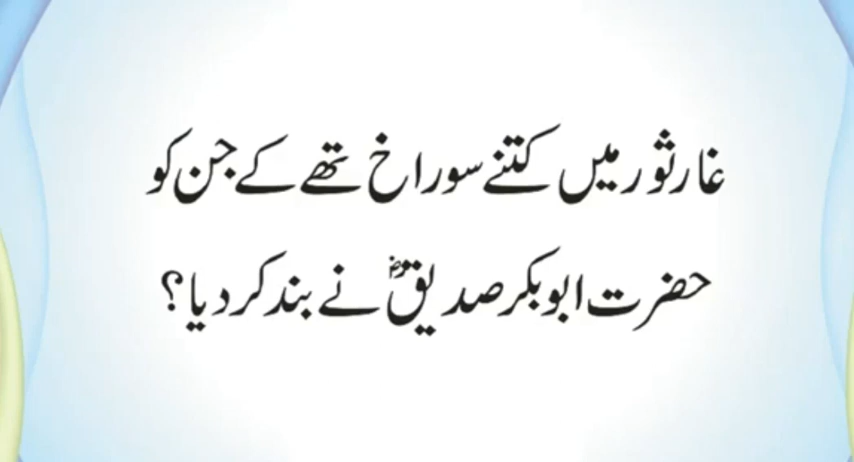 غار ثور میں کتنے سوراخ تھے کے جن کو
حضرت ابو بکر صدیقؓ نے بند کر دیا؟